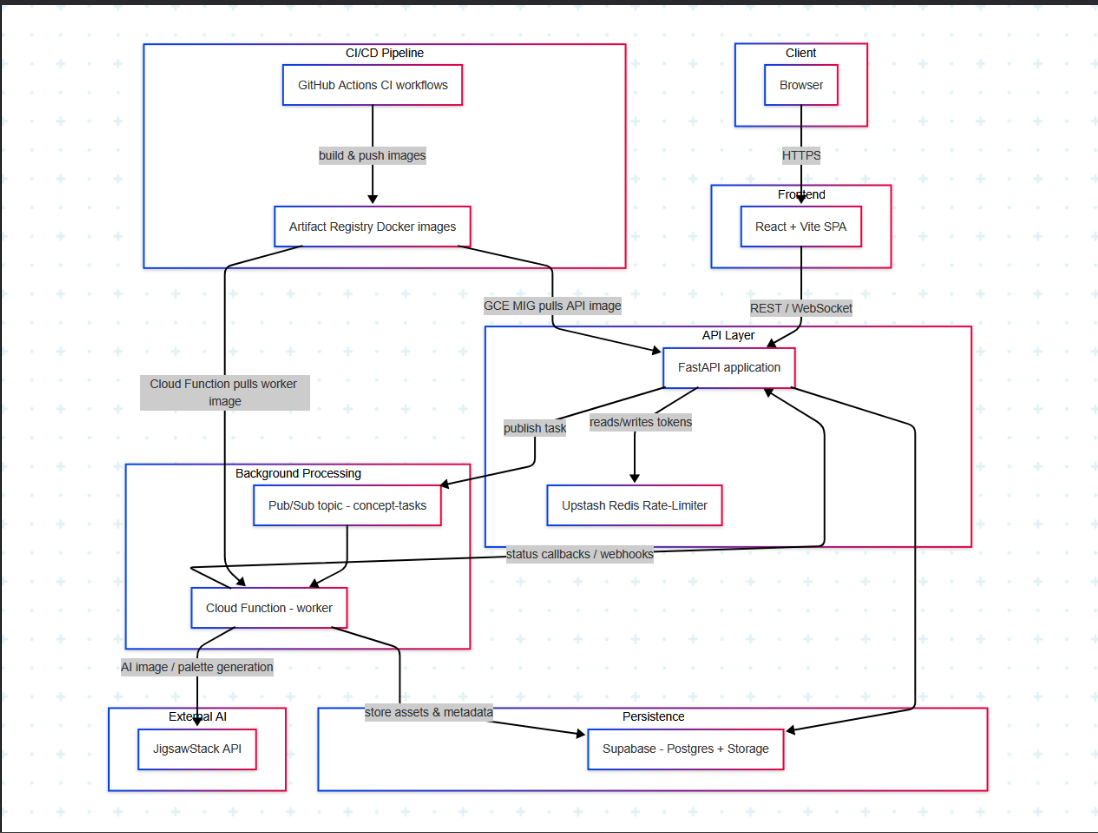 CI/CD Pipeline
Client
GitHub Actions CI workflows
Browser
build & push images
HTTPS
Frontend
Artifact Registry Docker images
React + Vite SPA
GCE MIG pulls API image
REST / WebSocket
API Layer
FastAPI application
Cloud Function pulls worker
image
publish task
reads/writes tokens
Background Processing
Pub/Sub topic - concept-tasks
Upstash Redis Rate-Limiter
status callbacks / webhooks
Cloud Function - worker
AI image / palette generation
store assets & metadata
External AI
Persistence
JigsawStack API
Supabase - Postgres + Storage